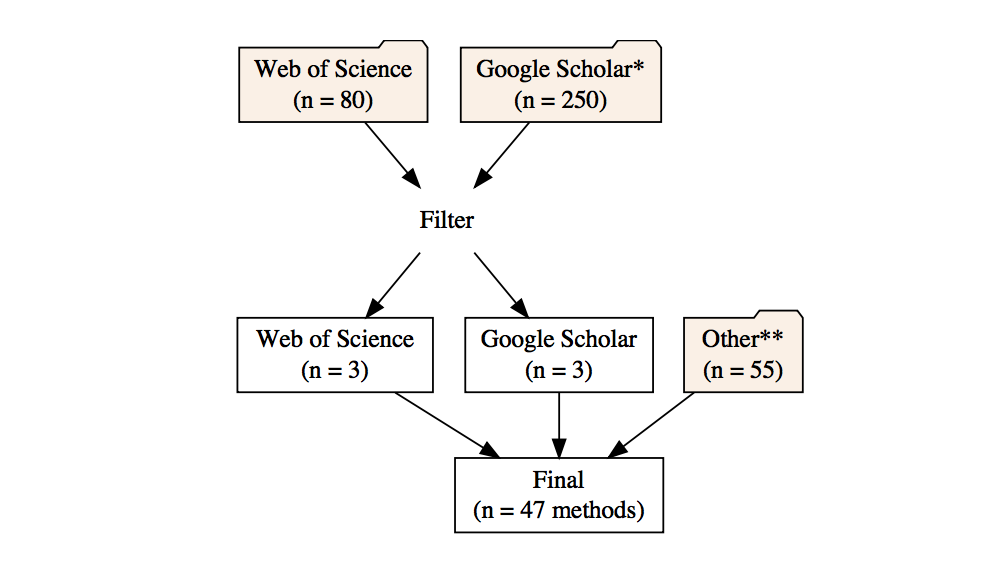 Web of Science
(n = 80)
Google Scholar*
(n = 250)
Filter
Web of Science
(n = 3)
Google Scholar
(n = 3)
Other**
(n = 55)
Final
(n = 47 methods)